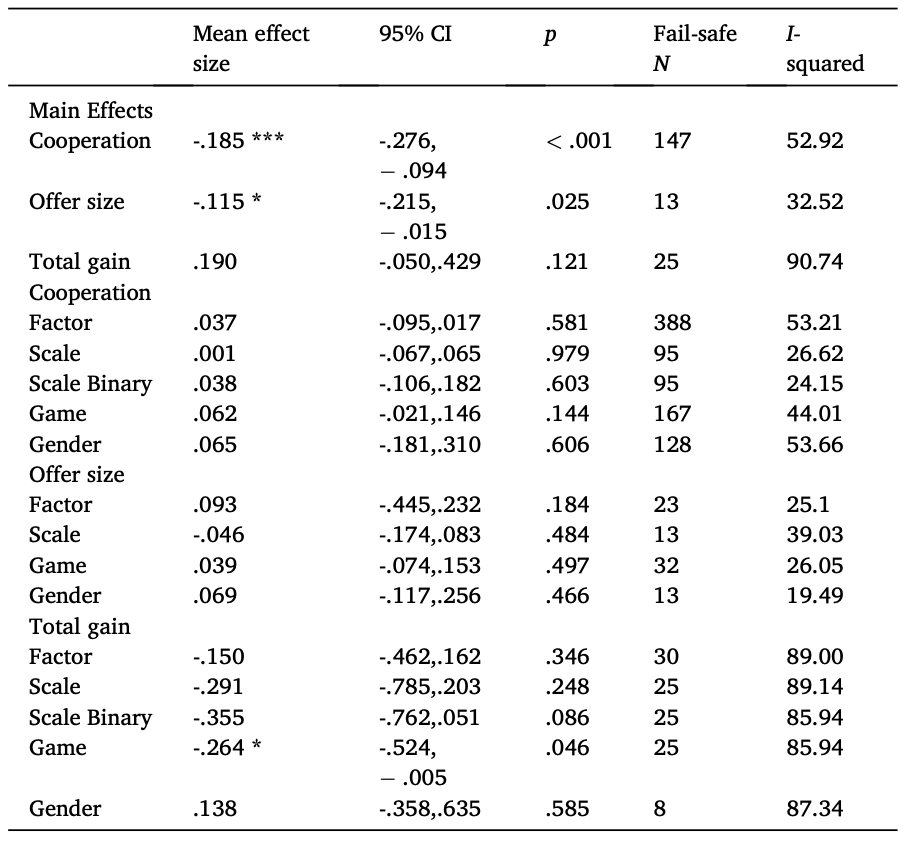 Mean effect size 95% CI p Fail-safe N I-squared
Main Effects
Cooperation -.185 *** -.276, − .094 < .001 147 52.92
Offer size -.115 * -.215, − .015 .025 13 32.52
Total gain .190 -.050,.429 .121 25 90.74
Cooperation
Factor .037 -.095,.017 .581 388 53.21
Scale .001 -.067,.065 .979 95 26.62
Scale Binary .038 -.106,.182 .603 95 24.15
Game .062 -.021,.146 .144 167 44.01
Gender .065 -.181,.310 .606 128 53.66
Offer size
Factor .093 -.445,.232 .184 23 25.1
Scale -.046 -.174,.083 .484 13 39.03
Game .039 -.074,.153 .497 32 26.05
Gender .069 -.117,.256 .466 13 19.49
Total gain
Factor -.150 -.462,.162 .346 30 89.00
Scale -.291 -.785,.203 .248 25 89.14
Scale Binary -.355 -.762,.051 .086 25 85.94
Game -.264 * -.524, − .005 .046 25 85.94
Gender .138 -.358,.635 .585 8 87.34